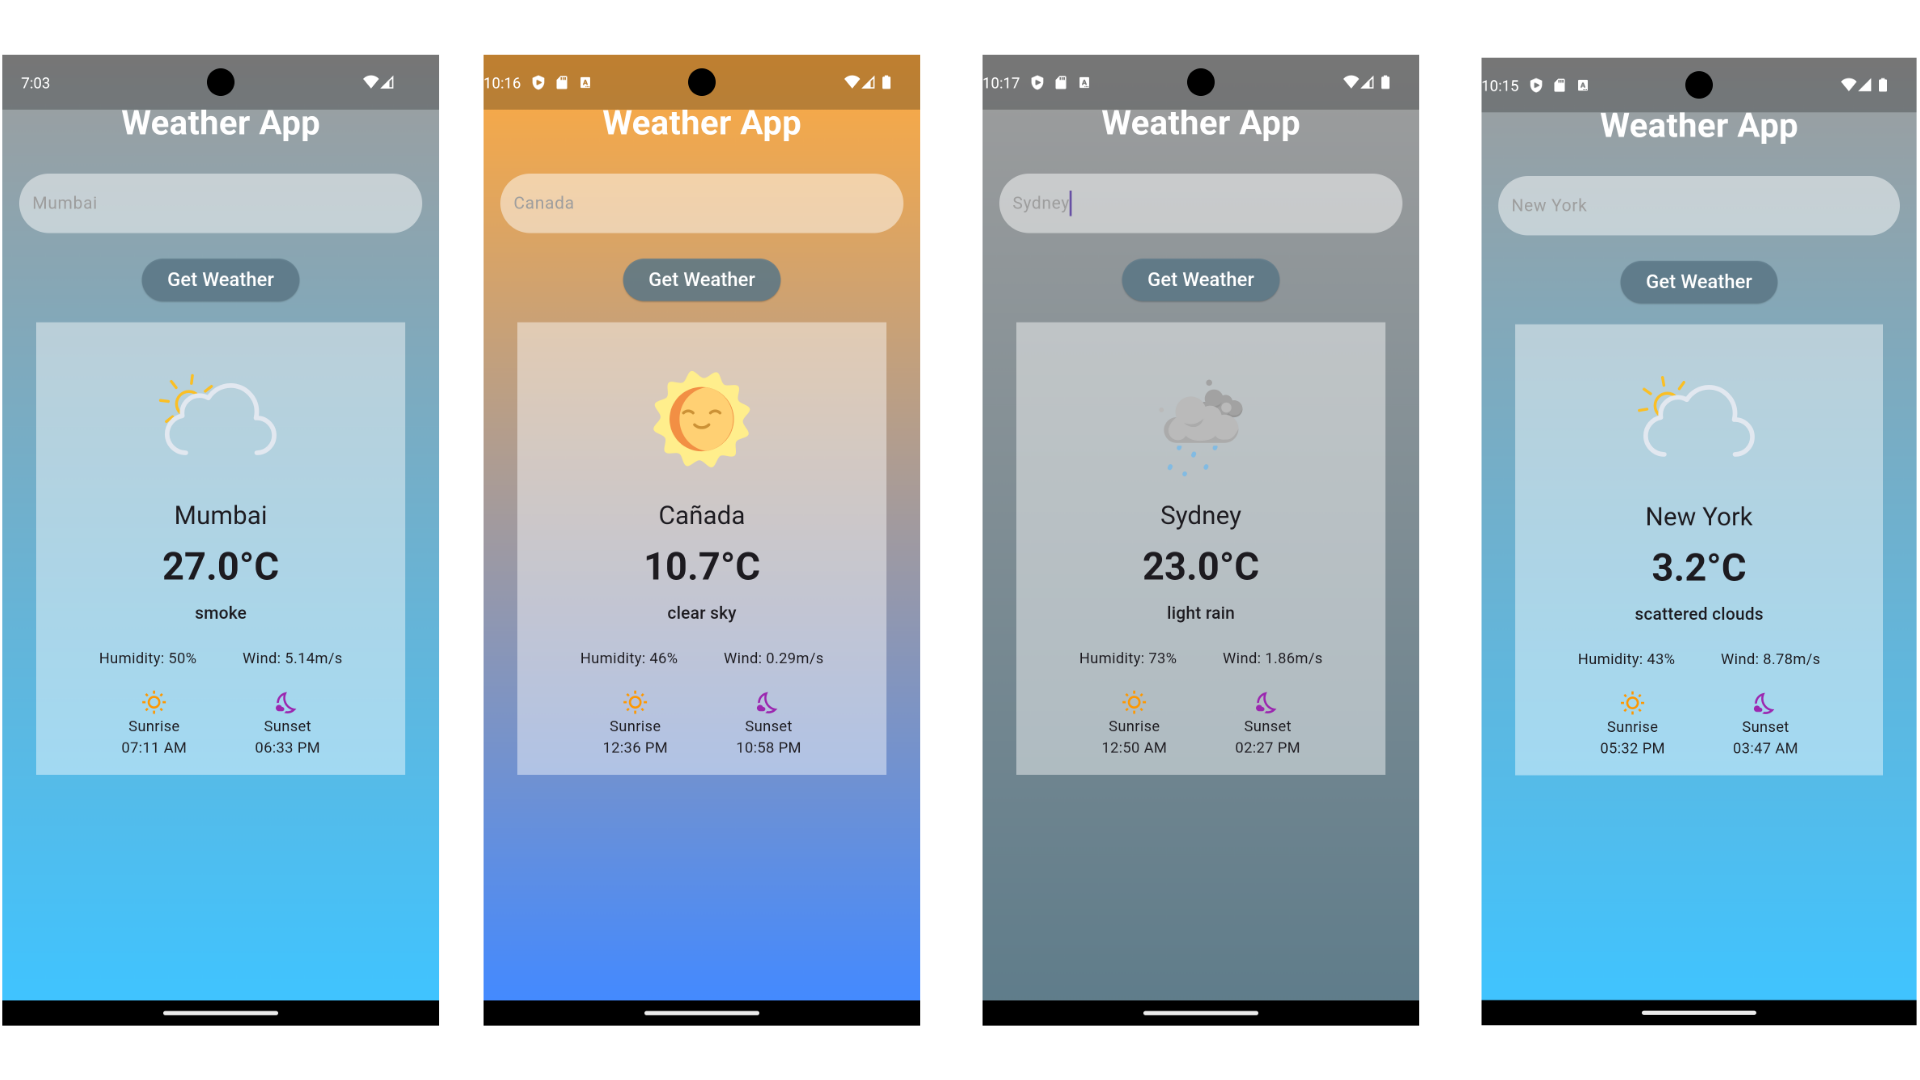 7:03
Weather App
Mumbai
Get Weather
Mumbai
27.0°C
smoke
Humidity: 50% Wind: 5.14m/s
Sunrise Sunset
07:11 AM 06:33 PM
10:16
Weather App
Canada
Get Weather
Cañada
10.7°C
clear sky
Humidity: 46% Wind: 0.29m/s
Sunrise Sunset
12:36 PM 10:58 PM
10:17
Weather App
Sydney
Get Weather
Sydney
23.0°C
light rain
Humidity: 73% Wind: 1.86m/s
Sunrise Sunset
12:50 AM 02:27 PM
10:15
Weather App
New York
Get Weather
New York
3.2°C
scattered clouds
Humidity: 43% Wind: 8.78m/s
Sunrise Sunset
05:32 PM 03:47 AM